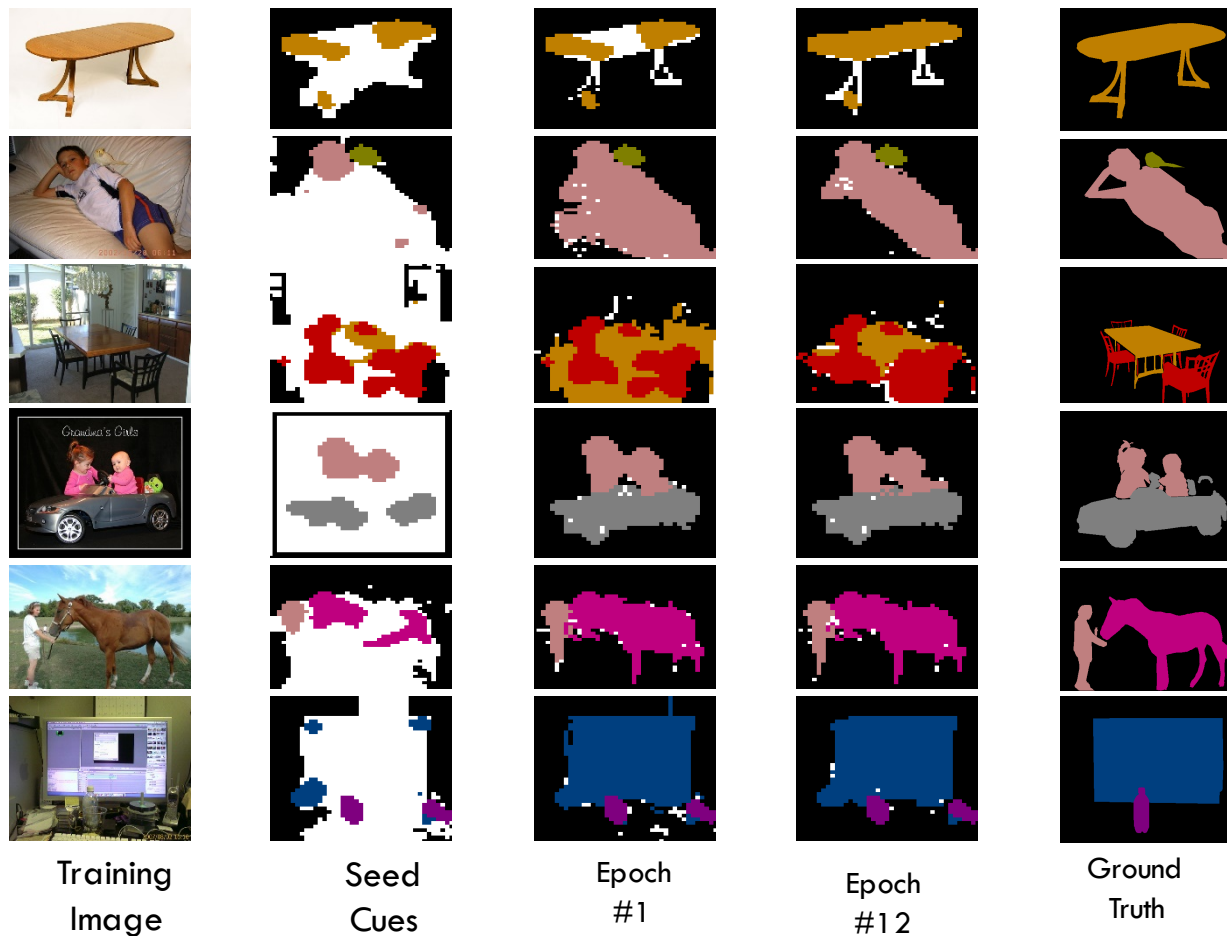 Grandma's Girls
Training
Image
Seed
Cues
Epoch
#1
Epoch
#12
Ground
Truth